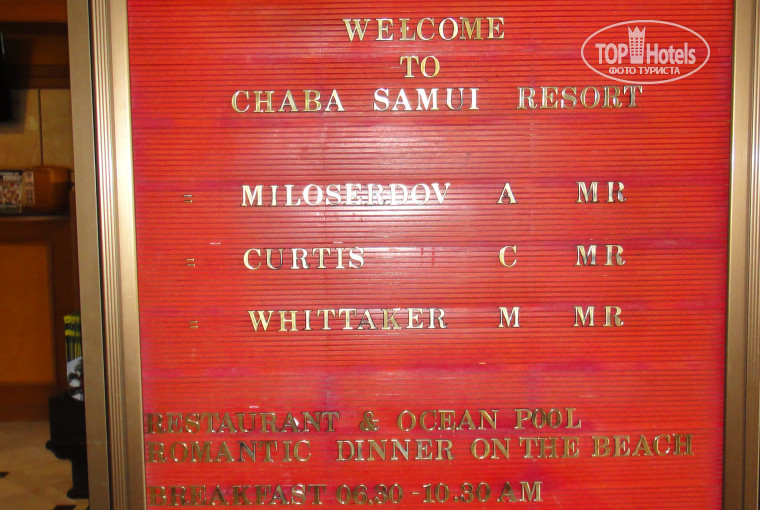 WELCOME
TO
CHABA SAMUI RESORT
= MILOSERDOV A MR
= CURTIS C MR
= WHITTAKER M MR
RESTAURANT & OCEAN POOL
ROMANTIC DINNER ON THE BEACH
BREAKFAST 06.30 - 10.30 AM
TOP Hotels
ФОТО ТУРИСТА